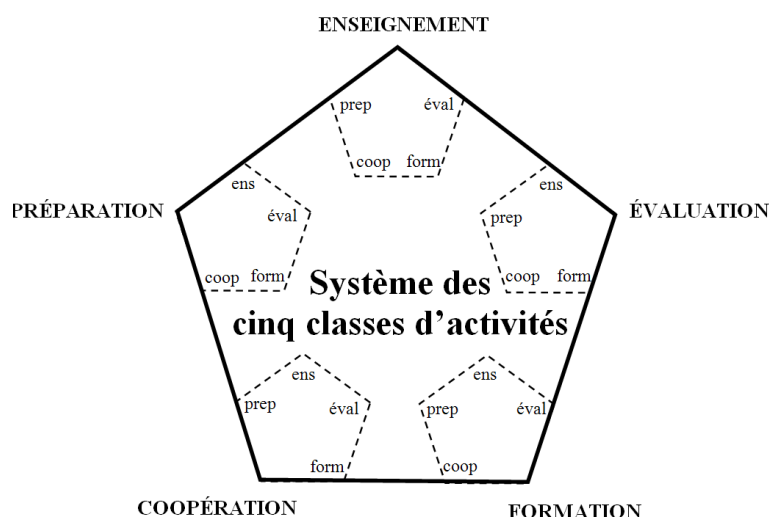 ENSEIGNEMENT
prep éval
coop form
ens
éval
coop form
PRÉPARATION
ens
prep
coop form
ÉVALUATION
Système des
cinq classes d’activités
ens
prep éval
form
ens
prep éval
coop
COOPÉRATION
FORMATION